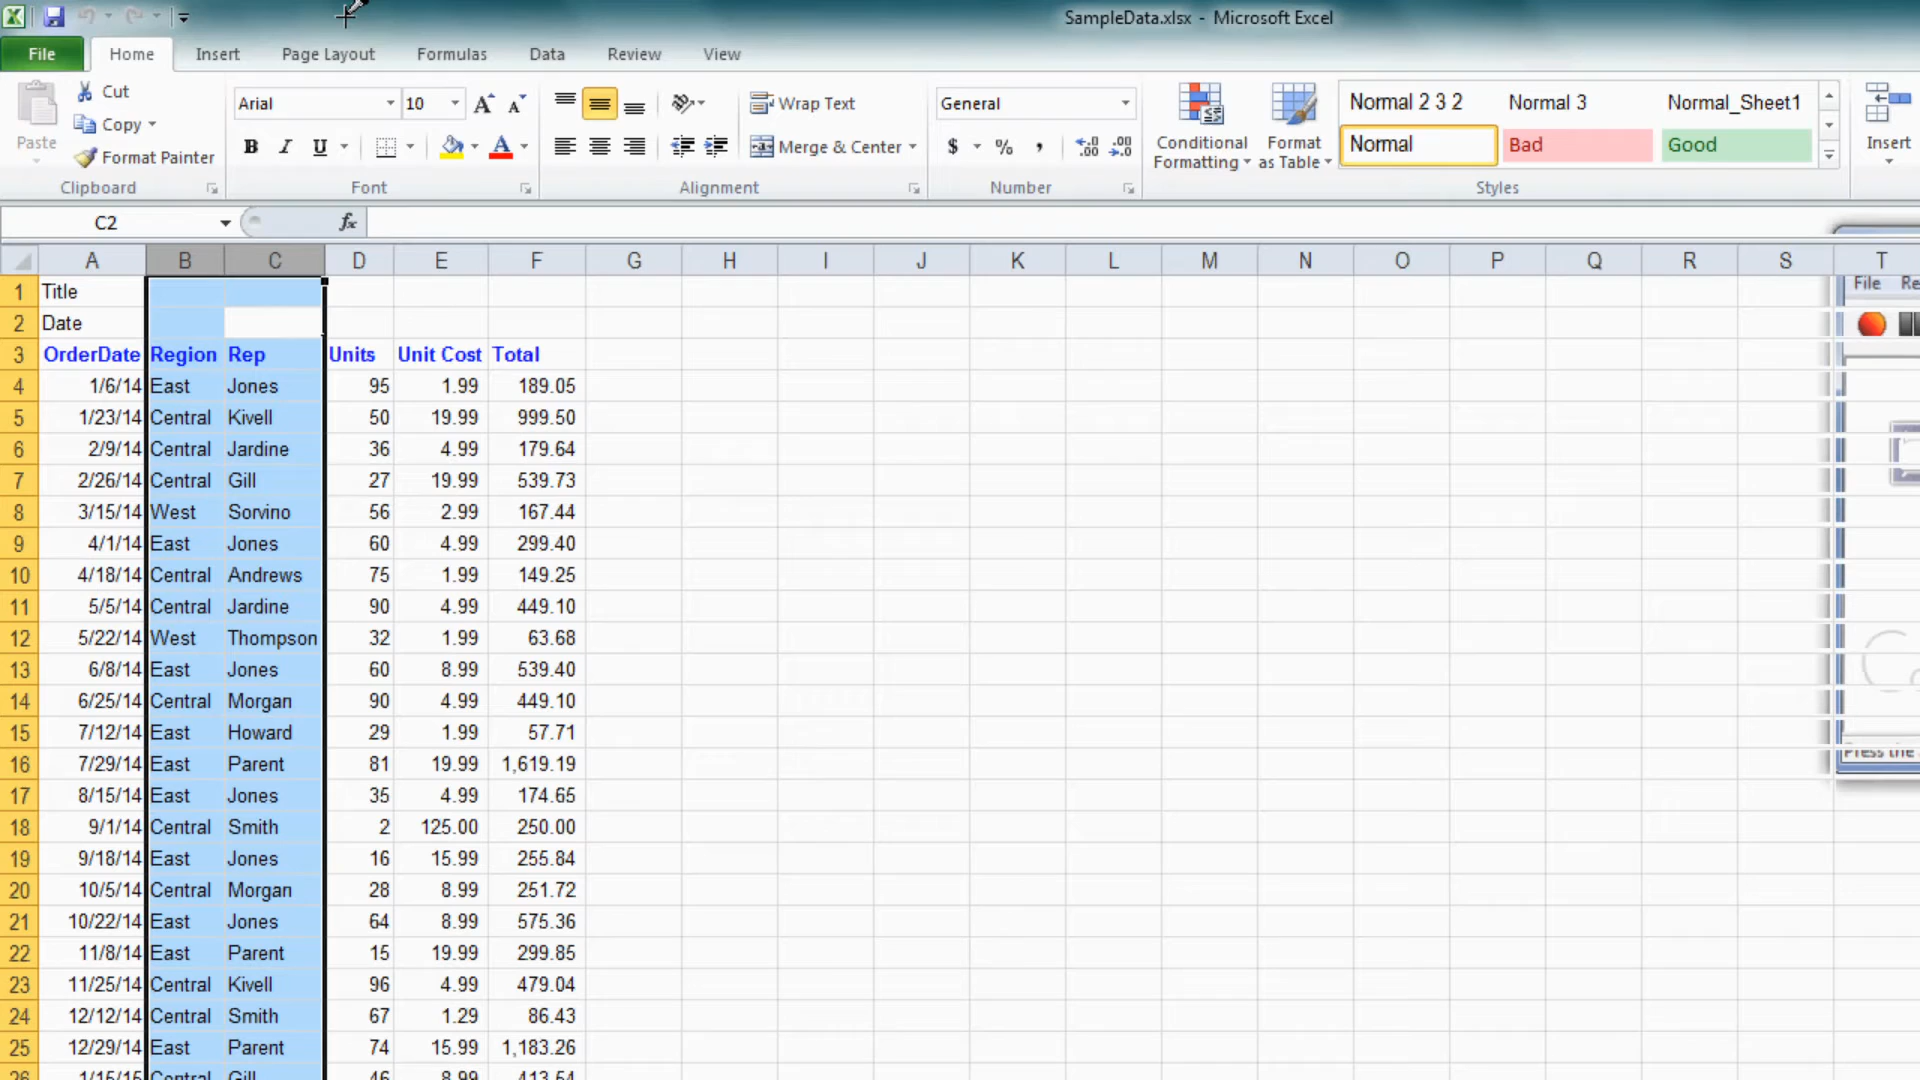 SampleData.xlsx - Microsoft Excel
File Home Insert Page Layout Formulas Data Review View
Paste Cut Copy Format Painter Clipboard
Arial 10 B I U Font
Wrap Text Merge & Center Alignment
General $ % , Number
Conditional Formatting Format as Table
Normal 2 3 2 Normal 3 Normal_Sheet1
Normal Bad Good
Styles
Insert
C2 fx
A B C D E F G H I J K L M N O P Q R S T
1 Title
2 Date
3 OrderDate Region Rep Units Unit Cost Total
4 1/6/14 East Jones 95 1.99 189.05
5 1/23/14 Central Kivell 50 19.99 999.50
6 2/9/14 Central Jardine 36 4.99 179.64
7 2/26/14 Central Gill 27 19.99 539.73
8 3/15/14 West Sorvino 56 2.99 167.44
9 4/1/14 East Jones 60 4.99 299.40
10 4/18/14 Central Andrews 75 1.99 149.25
11 5/5/14 Central Jardine 90 4.99 449.10
12 5/22/14 West Thompson 32 1.99 63.68
13 6/8/14 East Jones 60 8.99 539.40
14 6/25/14 Central Morgan 90 4.99 449.10
15 7/12/14 East Howard 29 1.99 57.71
16 7/29/14 East Parent 81 19.99 1,619.19
17 8/15/14 East Jones 35 4.99 174.65
18 9/1/14 Central Smith 2 125.00 250.00
19 9/18/14 East Jones 16 15.99 255.84
20 10/5/14 Central Morgan 28 8.99 251.72
21 10/22/14 East Jones 64 8.99 575.36
22 11/8/14 East Parent 15 19.99 299.85
23 11/25/14 Central Kivell 96 4.99 479.04
24 12/12/14 Central Smith 67 1.29 86.43
25 12/29/14 East Parent 74 15.99 1,183.26
26 1/15/15 Central Gill 46 8.99 413.54
File Re
Press the